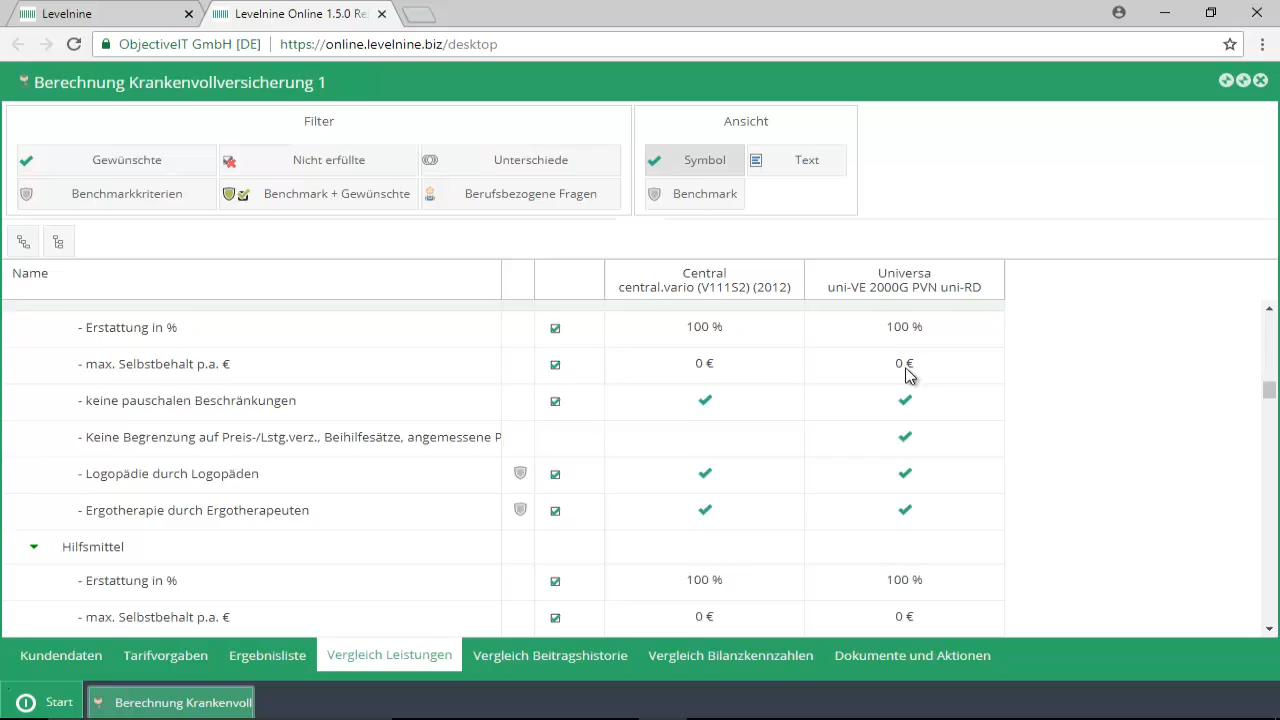 Levelnine
Levelnine Online 1.5.0 Re
ObjectiveIT GmbH [DE]
https://online.levelnine.biz/desktop
Berechnung Krankenvollversicherung 1
Filter
Ansicht
Gewünschte
Nicht erfüllte
Unterschiede
Symbol
Text
Benchmarkkriterien
Benchmark + Gewünschte
Berufsbezogene Fragen
Benchmark
Name
Central
central.vario (V111S2) (2012)
Universa
uni-VE 2000G PVN uni-RD
- Erstattung in % 100 % 100 %
- max. Selbstbehalt p.a. € 0 € 0 €
- keine pauschalen Beschränkungen
- Keine Begrenzung auf Preis-/Lstg.verz., Beihilfesätze, angemessene P
- Logopädie durch Logopäden
- Ergotherapie durch Ergotherapeuten
Hilfsmittel
- Erstattung in % 100 % 100 %
- max. Selbstbehalt p.a. € 0 € 0 €
Kundendaten
Tarifvorgaben
Ergebnisliste
Vergleich Leistungen
Vergleich Beitragshistorie
Vergleich Bilanzkennzahlen
Dokumente und Aktionen
Start
Berechnung Krankenvoll